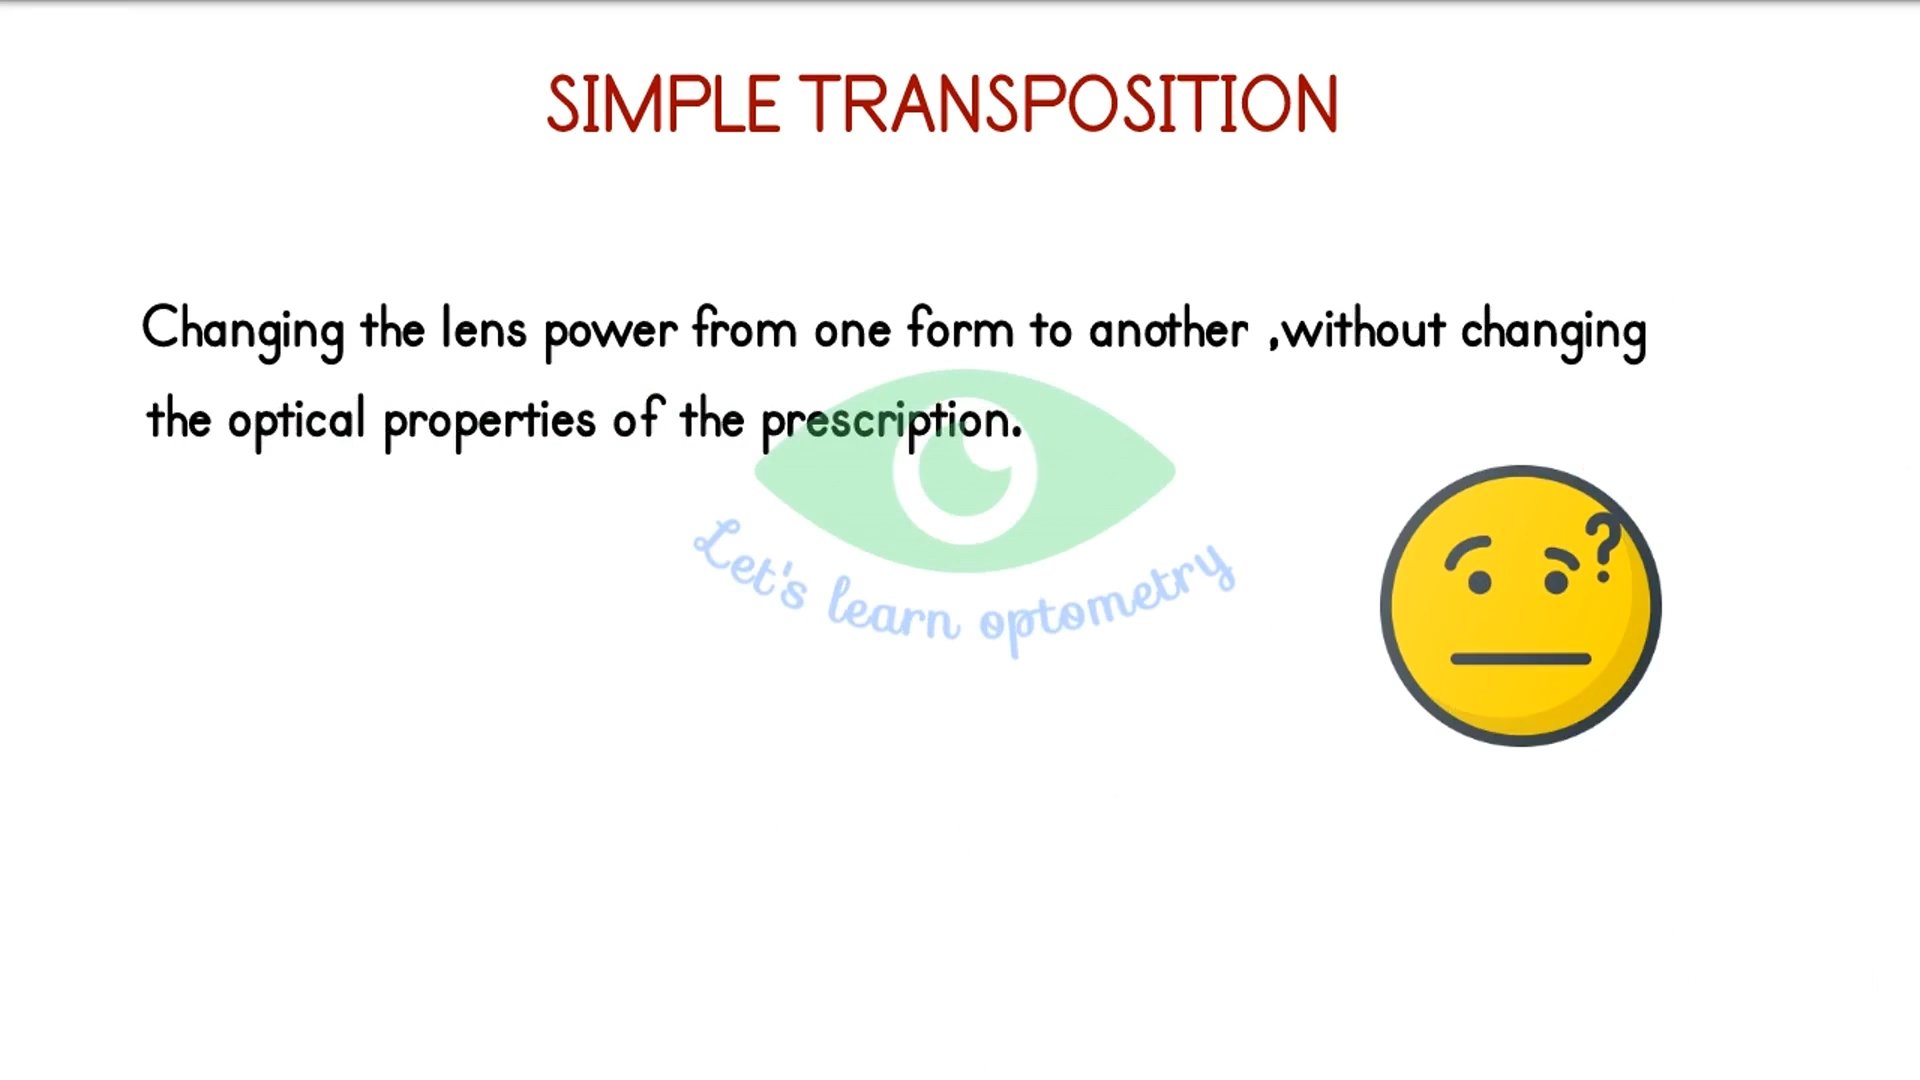 SIMPLE TRANSPOSITION
Changing the lens power from one form to another ,without changing
the optical properties of the prescription.
Let's learn optometry
?